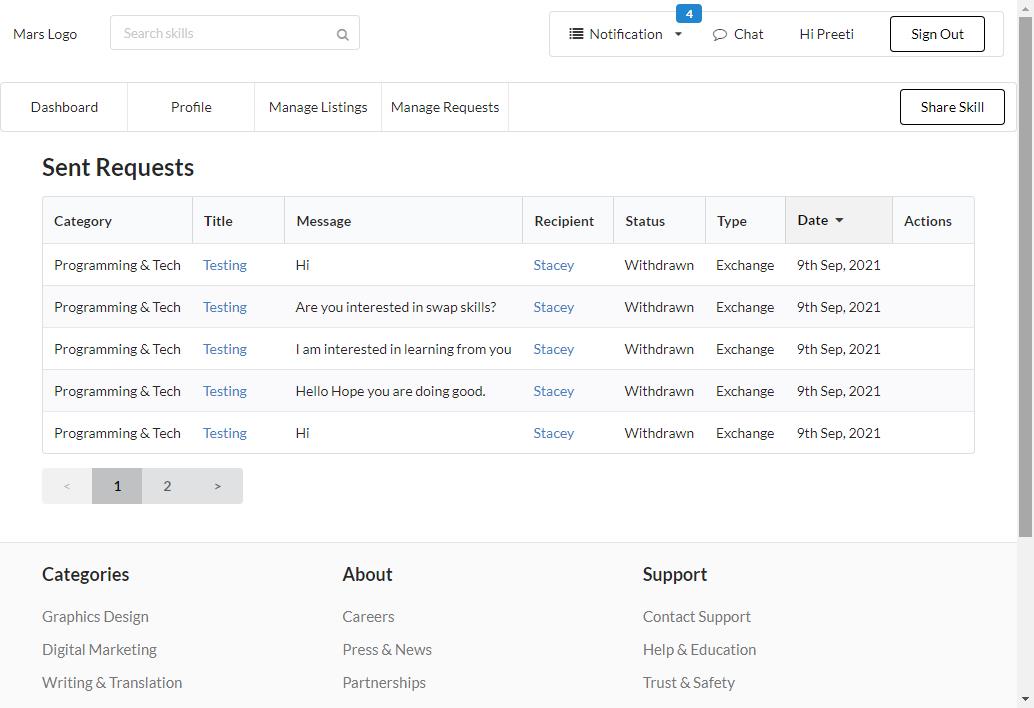 4
Mars Logo Search skills Notification Chat Hi Preeti Sign Out
Dashboard Profile Manage Listings Manage Requests Share Skill
Sent Requests
Category Title Message Recipient Status Type Date Actions
Programming & Tech Testing Hi Stacey Withdrawn Exchange 9th Sep, 2021
Programming & Tech Testing Are you interested in swap skills? Stacey Withdrawn Exchange 9th Sep, 2021
Programming & Tech Testing I am interested in learning from you Stacey Withdrawn Exchange 9th Sep, 2021
Programming & Tech Testing Hello Hope you are doing good. Stacey Withdrawn Exchange 9th Sep, 2021
Programming & Tech Testing Hi Stacey Withdrawn Exchange 9th Sep, 2021
< 1 2 >
Categories About Support
Graphics Design Careers Contact Support
Digital Marketing Press & News Help & Education
Writing & Translation Partnerships Trust & Safety